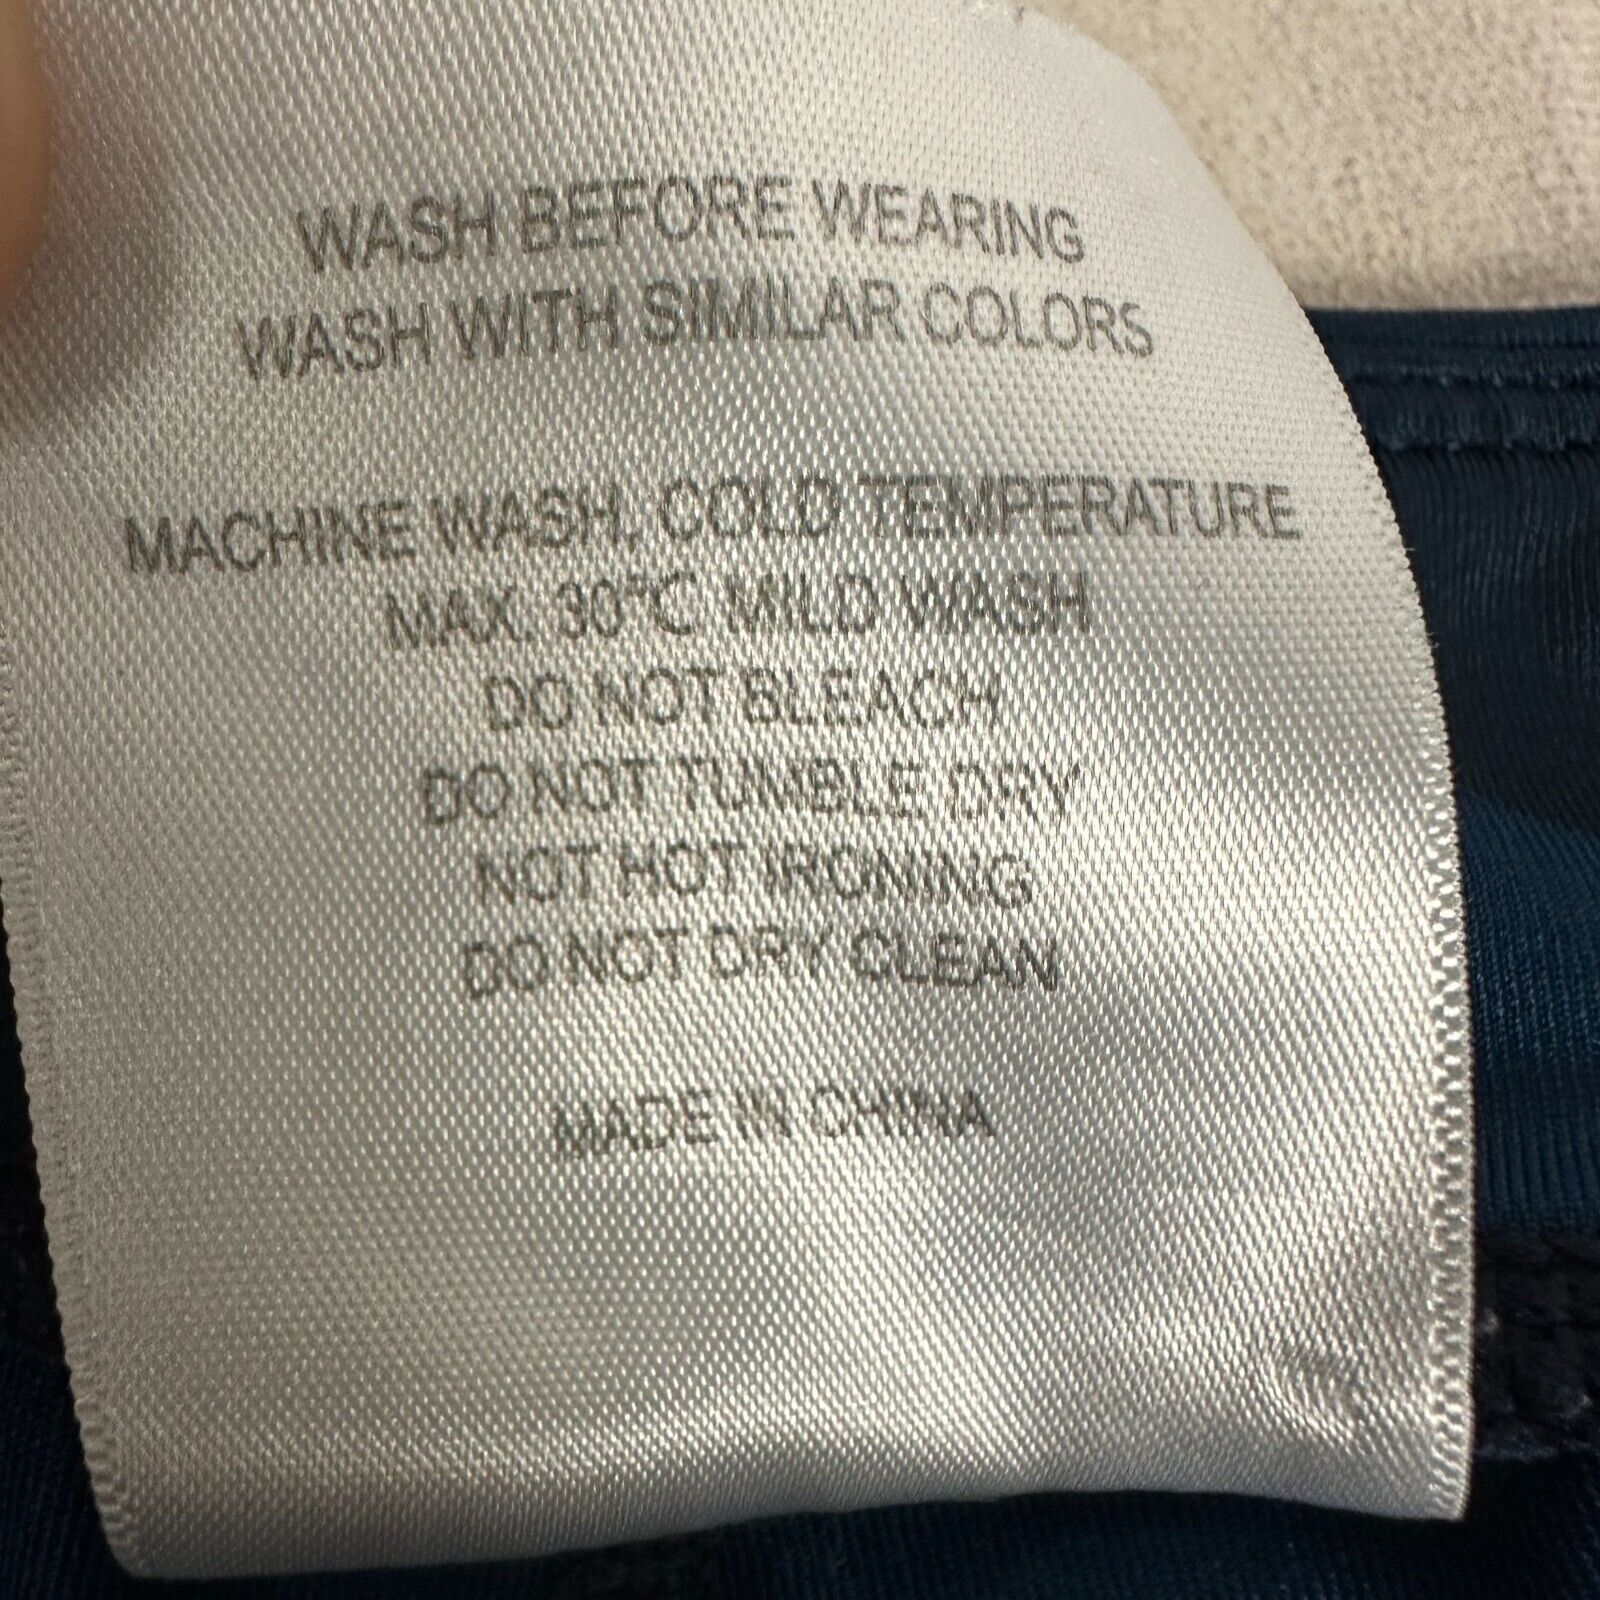 WASH BEFORE WEARING
WASH WITH SIMILAR COLORS
MACHINE WASH, COLD TEMPERATURE
MAX. 30°C MILD WASH
DO NOT BLEACH
DO NOT TUMBLE DRY
NOT HOT IRONING
DO NOT DRY CLEAN
MADE IN CHINA